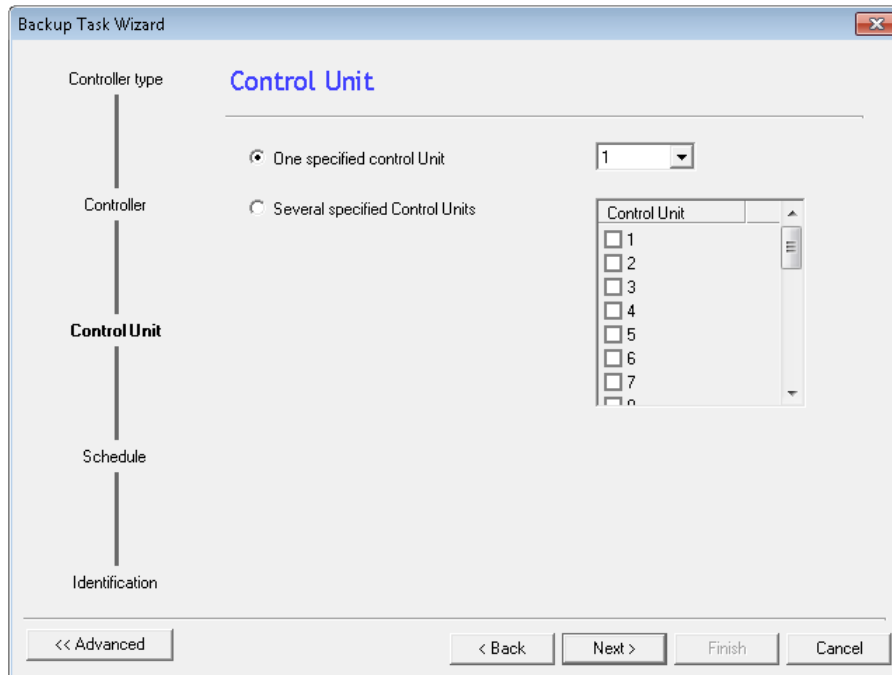 Backup Task Wizard
Controller type
Control Unit
One specified control Unit
1
Controller
Several specified Control Units
Control Unit
1
2
3
4
5
6
7
Control Unit
Schedule
Identification
<< Advanced
< Back
Next >
Finish
Cancel